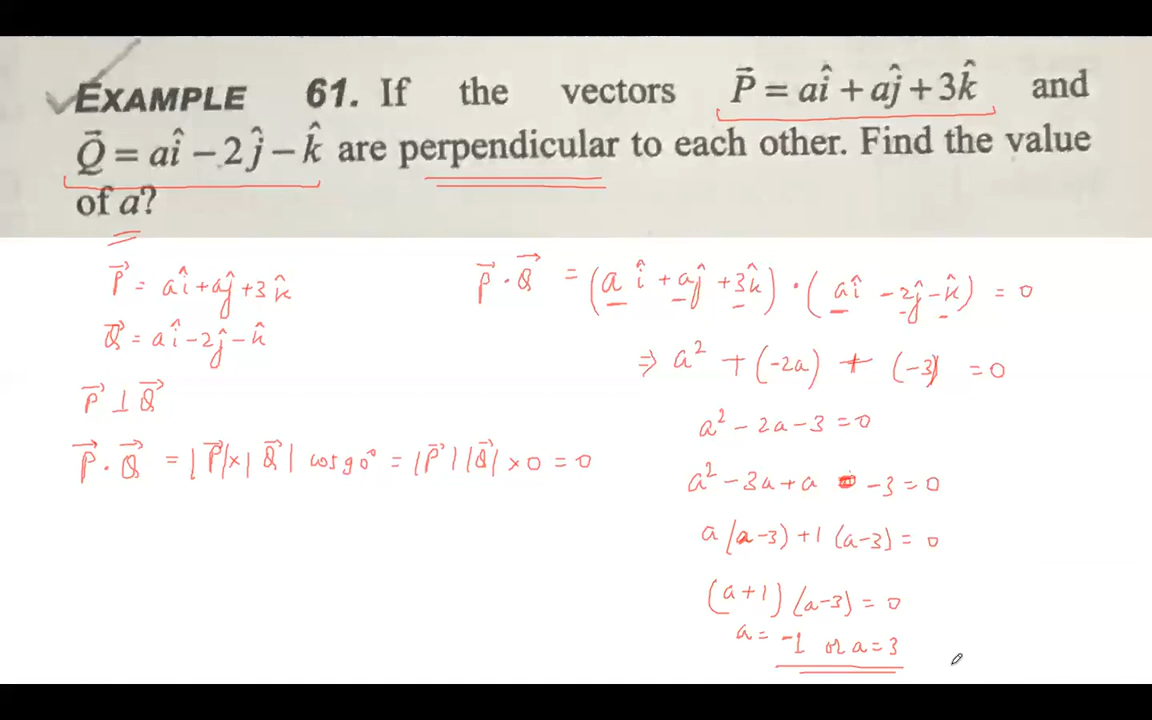 EXAMPLE 61. If the vectors P⃗ = aî + aĵ + 3k̂ and
Q⃗ = aî − 2ĵ − k̂ are perpendicular to each other. Find the value
of a?
P⃗ = aî + aĵ + 3k̂
Q⃗ = aî − 2ĵ − k̂
P⃗ ⊥ Q⃗
P⃗ · Q⃗ = |P⃗| × |Q⃗| cos 90° = |P⃗| |Q⃗| × 0 = 0
P⃗ · Q⃗ = (a î + aĵ + 3k̂) · (aî − 2ĵ − k̂) = 0
⇒ a² + (−2a) + (−3) = 0
a² − 2a − 3 = 0
a² − 3a + a − 3 = 0
a(a−3) + 1(a−3) = 0
(a+1)(a−3) = 0
a = −1 or a = 3